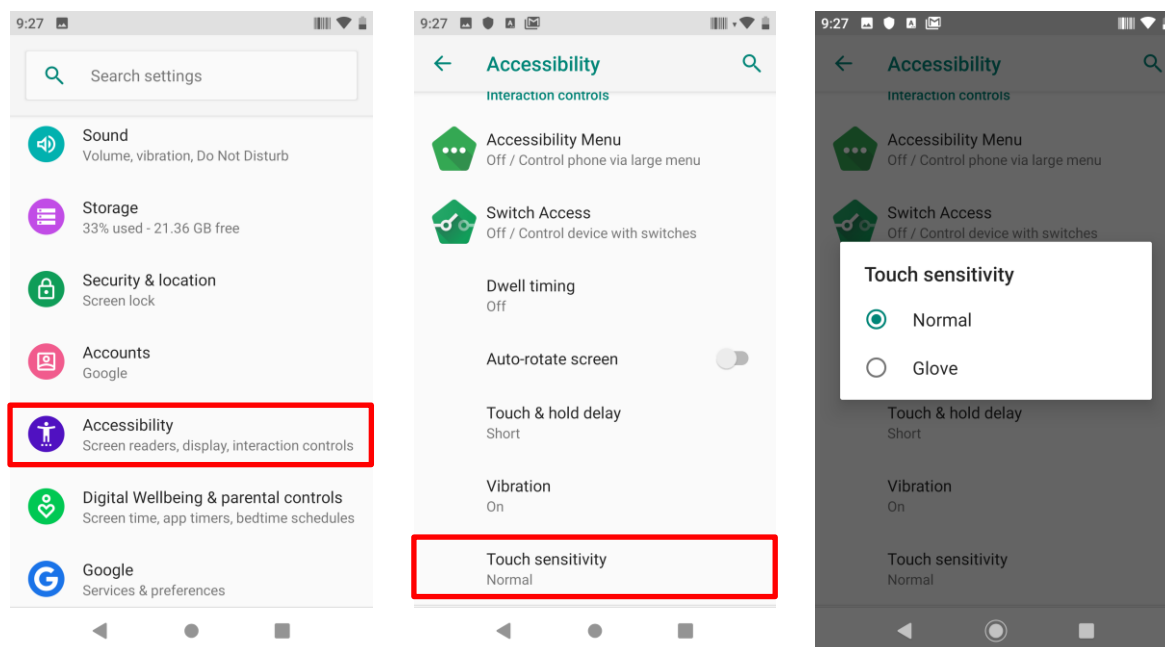 9:27
Search settings
Sound
Volume, vibration, Do Not Disturb
Storage
33% used - 21.36 GB free
Security & location
Screen lock
Accounts
Google
Accessibility
Screen readers, display, interaction controls
Digital Wellbeing & parental controls
Screen time, app timers, bedtime schedules
Google
Services & preferences
9:27
Accessibility
Interaction controls
Accessibility Menu
Off / Control phone via large menu
Switch Access
Off / Control device with switches
Dwell timing
Off
Auto-rotate screen
Touch & hold delay
Short
Vibration
On
Touch sensitivity
Normal
9:27
Accessibility
Interaction controls
Accessibility Menu
Off / Control phone via large menu
Switch Access
Off / Control device with switches
Touch sensitivity
Normal
Glove
Touch & hold delay
Short
Vibration
On
Touch sensitivity
Normal